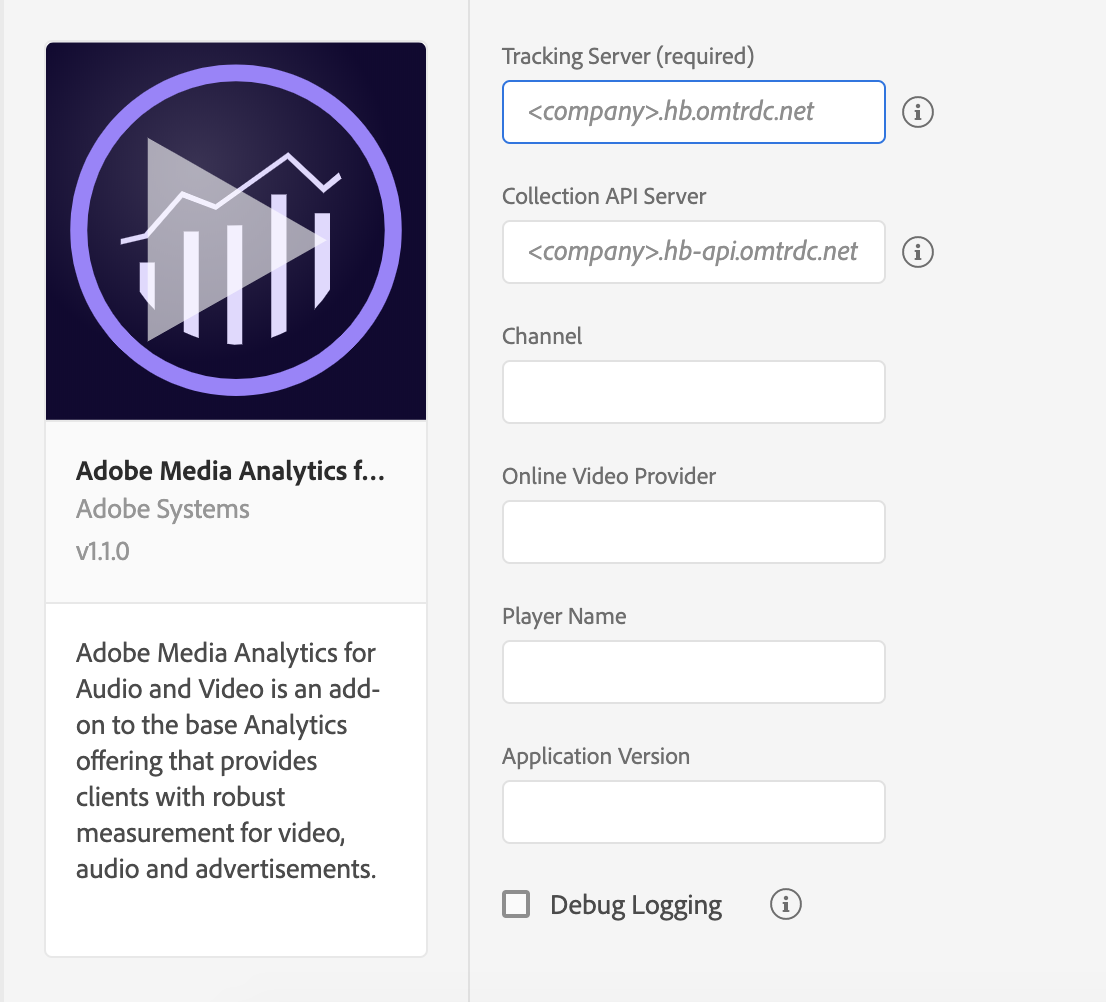 Adobe Media Analytics f...
Adobe Systems
v1.1.0
Adobe Media Analytics for
Audio and Video is an add-
on to the base Analytics
offering that provides
clients with robust
measurement for video,
audio and advertisements.
Tracking Server (required)
<company>.hb.omtrdc.net
Collection API Server
<company>.hb-api.omtrdc.net
Channel
Online Video Provider
Player Name
Application Version
Debug Logging